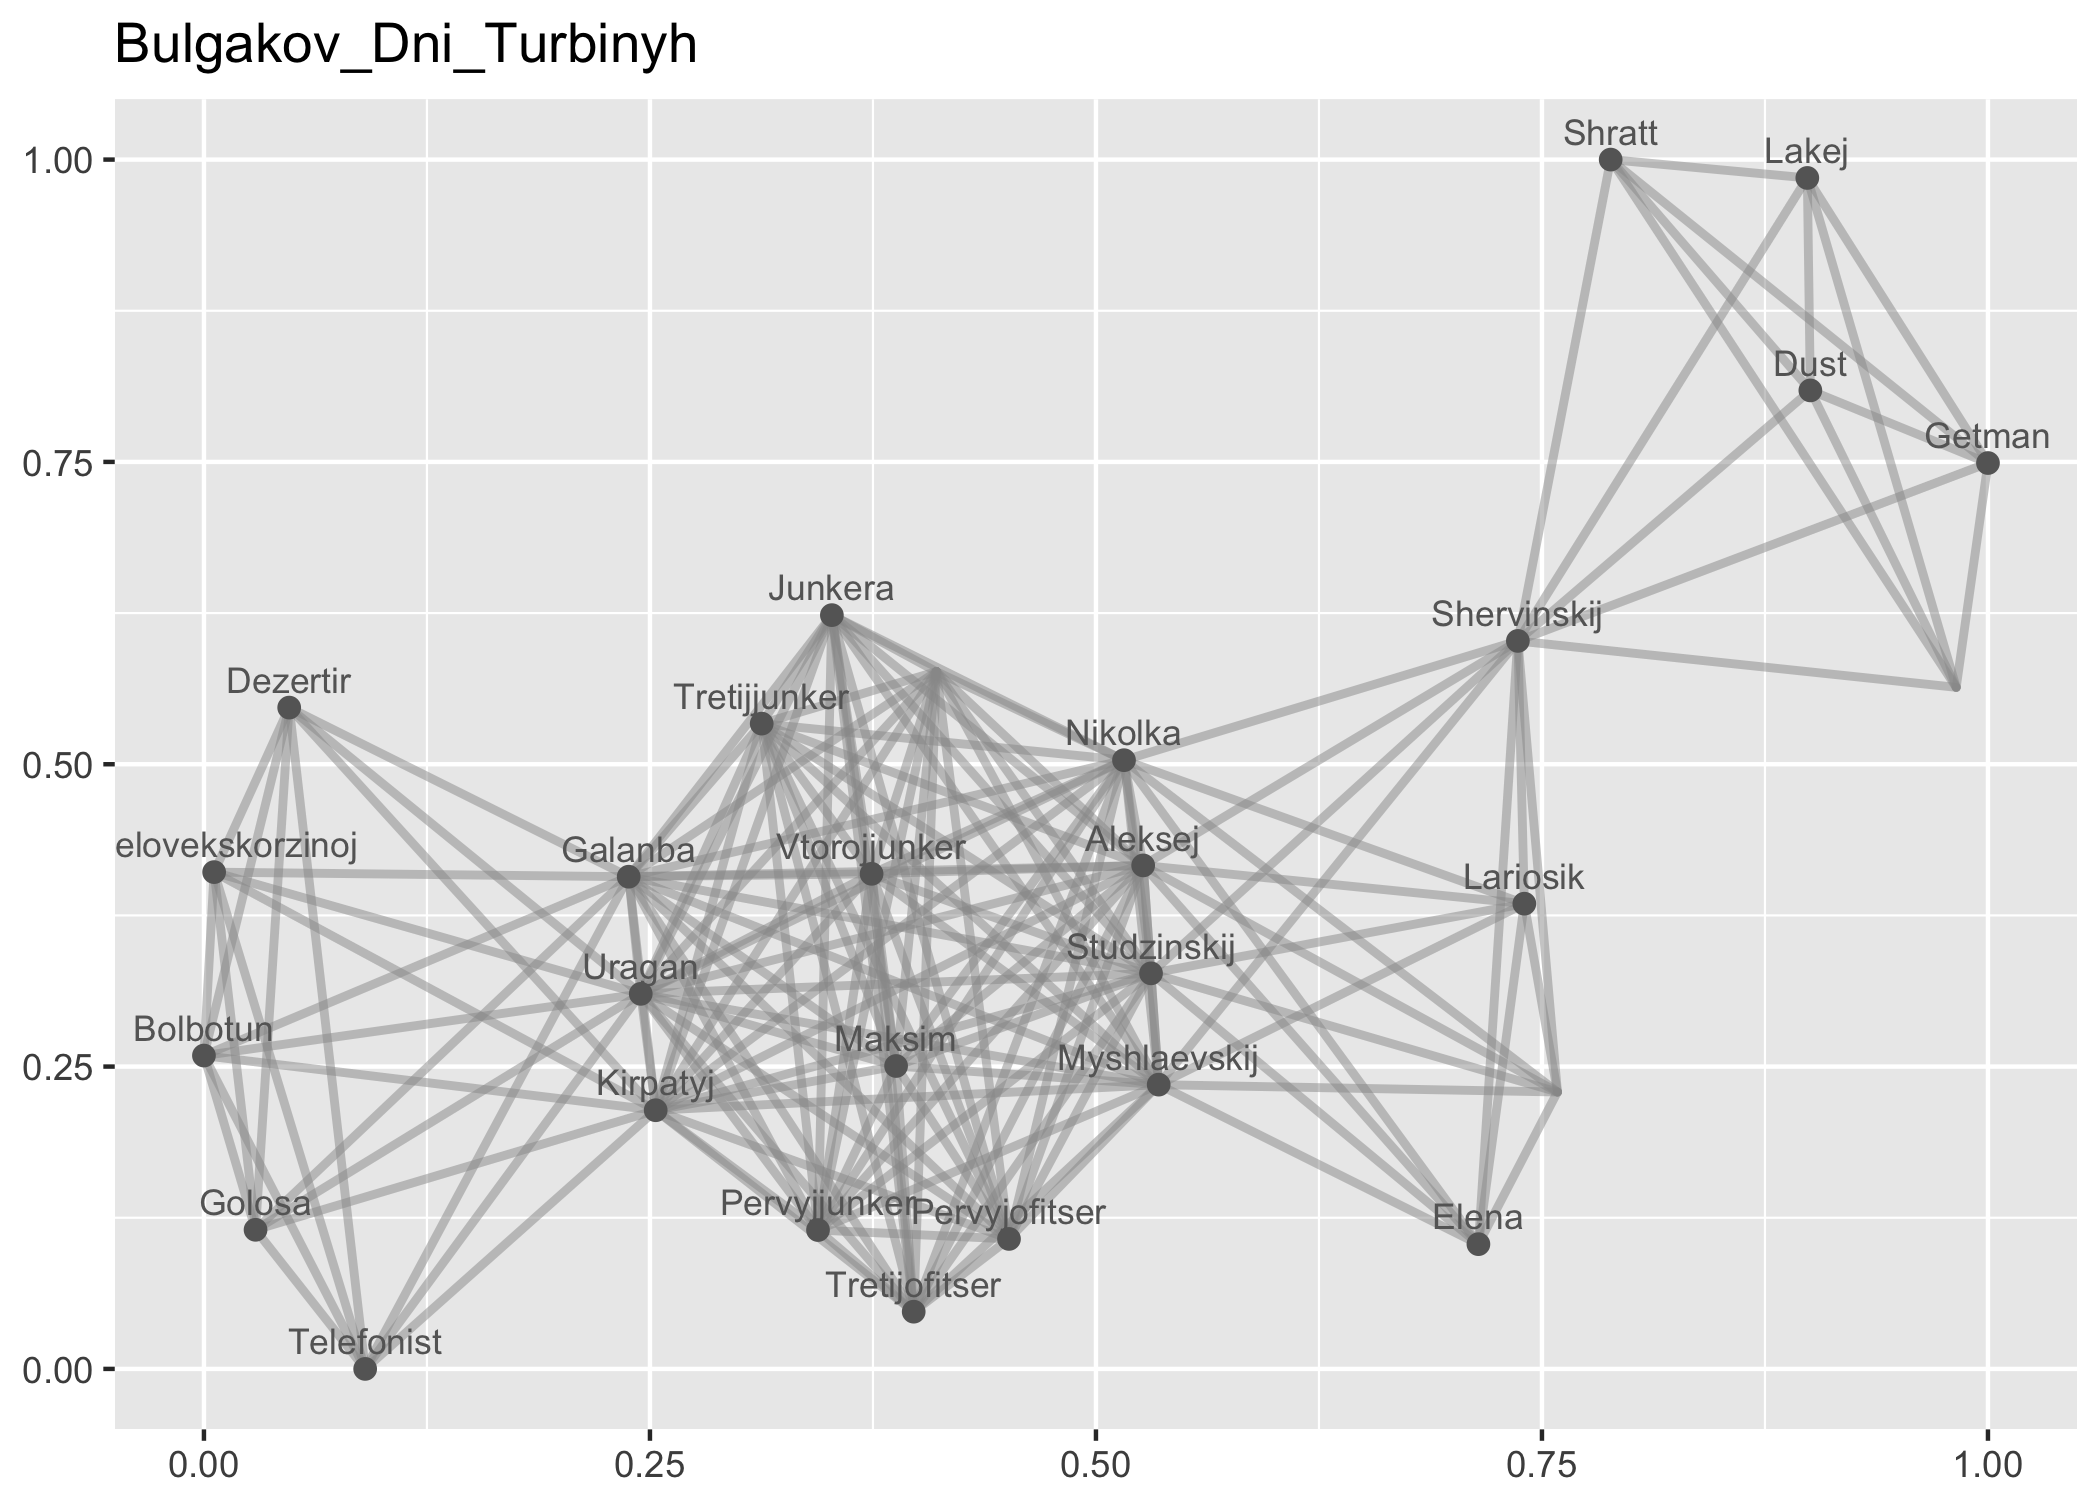 Bulgakov_Dni_Turbinyh
Shratt
Lakej
1.00
Dust
Getman
0.75
Junkera
Shervinskij
Dezertir
Tretijjunker
Nikolka
0.50
elovekskorzinoj
Galanba
Vtorojjunker
Aleksej
Lariosik
Uragan
Studzinskij
Bolbotun
Maksim
Myshlaevskij
0.25
Kirpatyj
Golosa
Pervyjjunker
Pervyjofitser
Elena
Tretijofitser
Telefonist
0.00
0.00 0.25 0.50 0.75 1.00